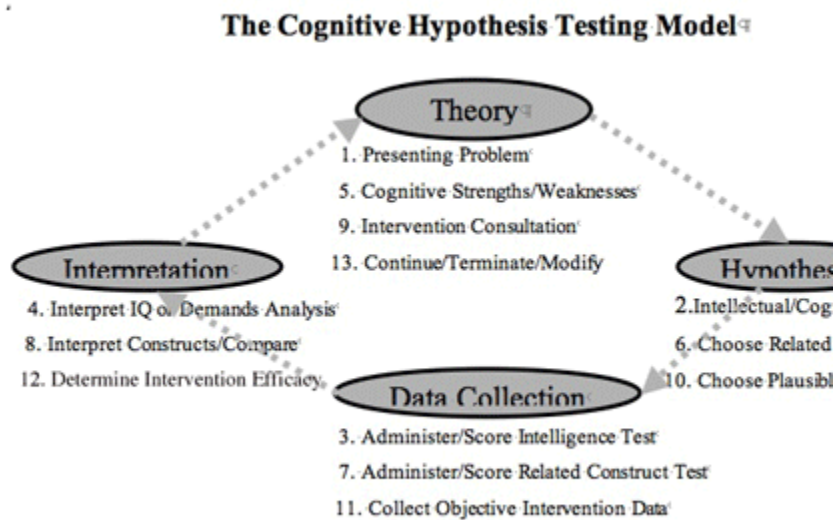 The Cognitive Hypothesis Testing Model
Theory
1. Presenting Problem
5. Cognitive Strengths/Weaknesses
9. Intervention Consultation
13. Continue/Terminate/Modify
Interpretation
4. Interpret IQ or Demands Analysis
8. Interpret Constructs/Compare
12. Determine Intervention Efficacy
Hypothes
2.Intellectual/Cog
6. Choose Related
10. Choose Plausibl
Data Collection
3. Administer/Score Intelligence Test
7. Administer/Score Related Construct Test
11. Collect Objective Intervention Data